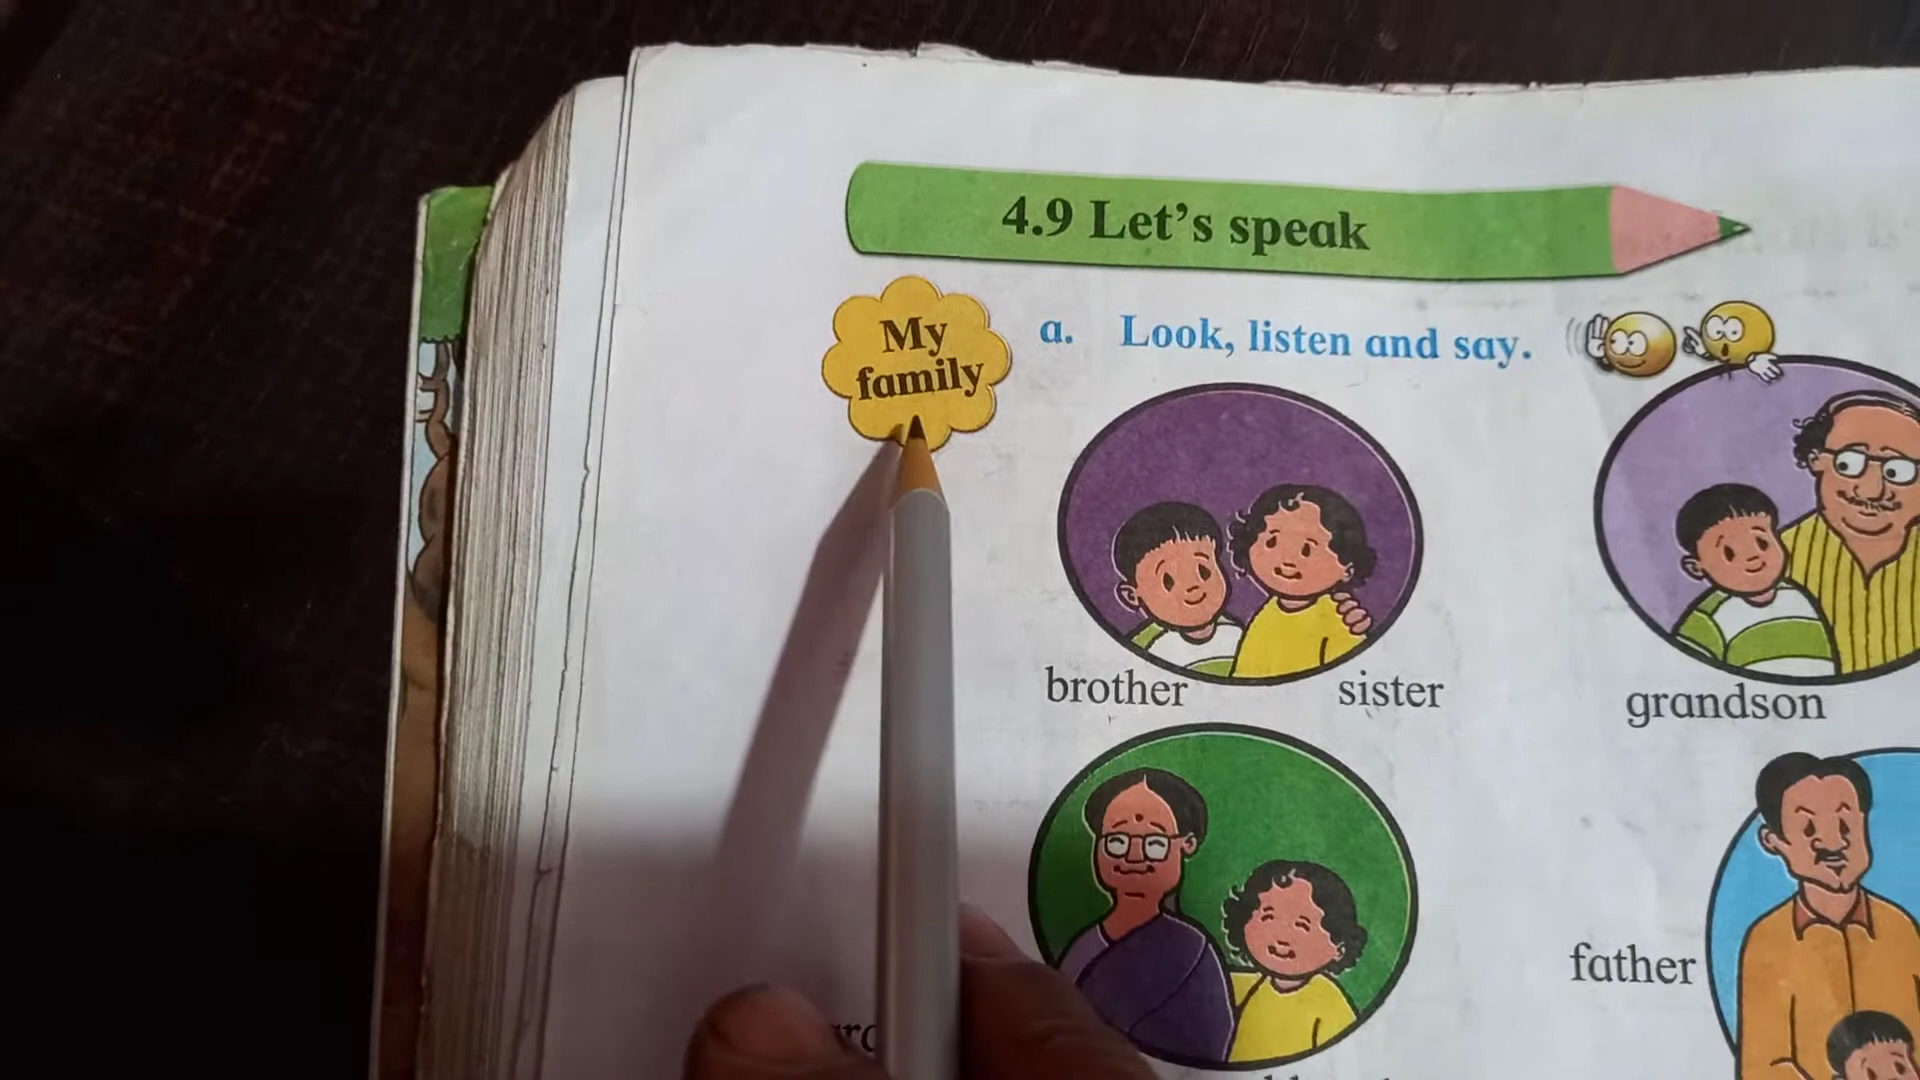 4.9 Let's speak
My
family
a. Look, listen and say.
brother sister
grandson
father